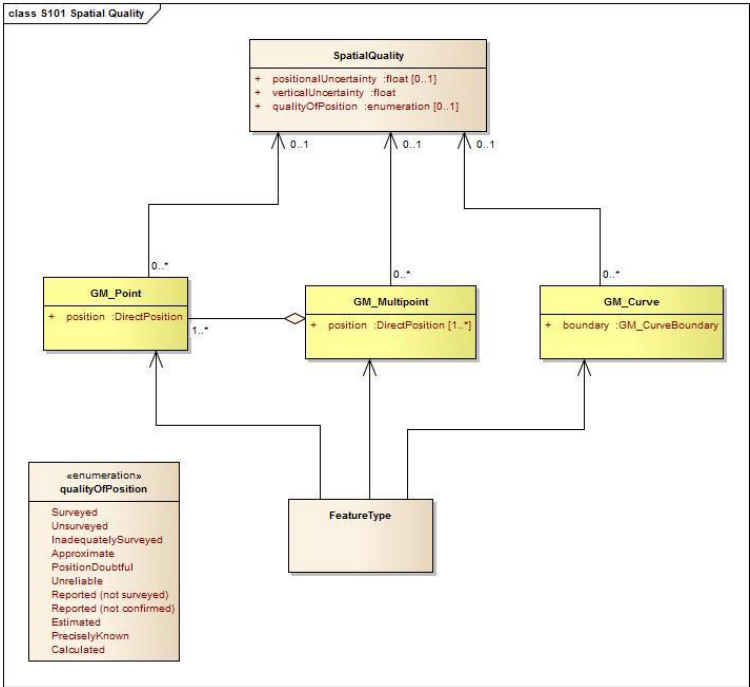 class S101 Spatial Quality
SpatialQuality
+ positionalUncertainty :float [0..1]
+ verticalUncertainty :float
+ qualityOfPosition :enumeration [0..1]
0..1
0..1
0..1
0..*
0..*
0..*
GM_Point
+ position :DirectPosition
1..*
GM_Multipoint
+ position :DirectPosition [1..*]
GM_Curve
+ boundary :GM_CurveBoundary
«enumeration»
qualityOfPosition
Surveyed
Unsurveyed
InadequatelySurveyed
Approximate
PositionDoubtful
Unreliable
Reported (not surveyed)
Reported (not confirmed)
Estimated
PreciselyKnown
Calculated
FeatureType